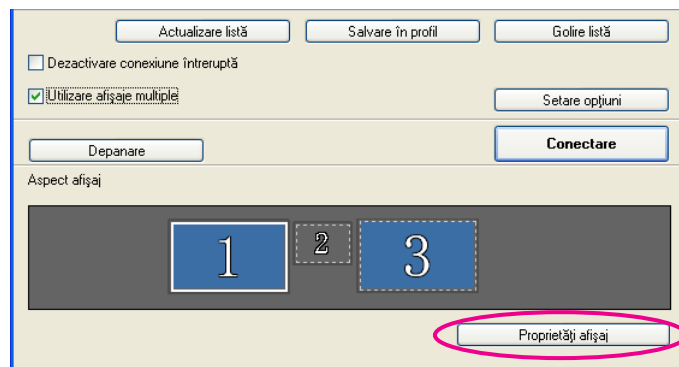 Actualizare listă Salvare în profil Golire listă
Dezactivare conexiune întreruptă
Utilizare afişaje multiple
Setare opţiuni
Depanare Conectare
Aspect afişaj
1 2 3
Proprietăţi afişaj